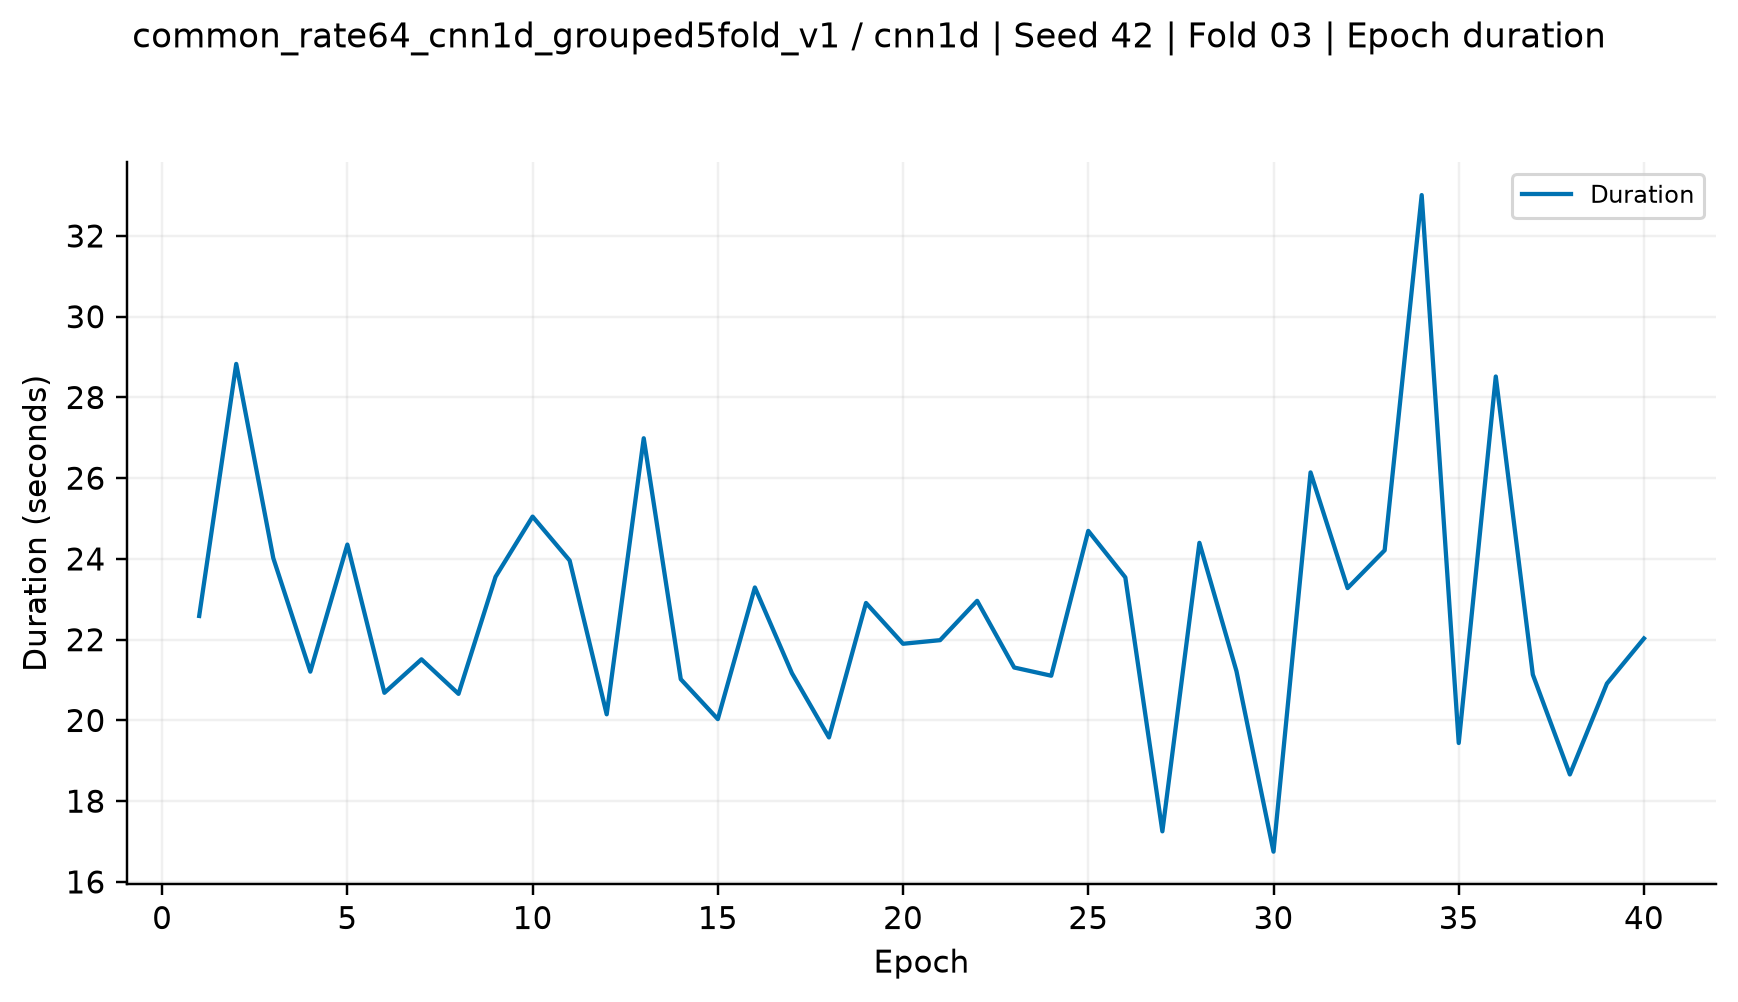 common_rate64_cnn1d_grouped5fold_v1 / cnn1d | Seed 42 | Fold 03 | Epoch duration
Duration
32
30
28
26
24
22
20
18
16
Duration (seconds)
0 5 10 15 20 25 30 35 40
Epoch